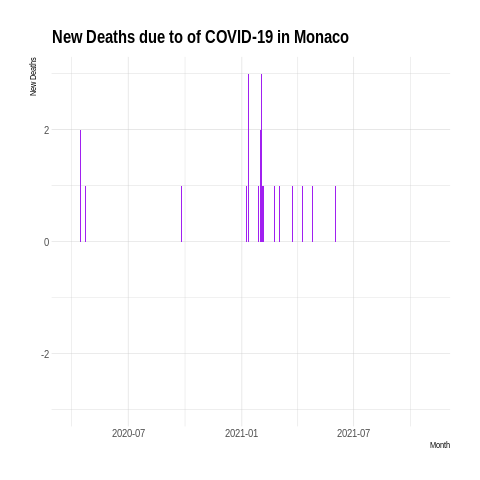 New Deaths due to of COVID-19 in Monaco
New Deaths
2
0
-2
2020-07
2021-01
2021-07
Month